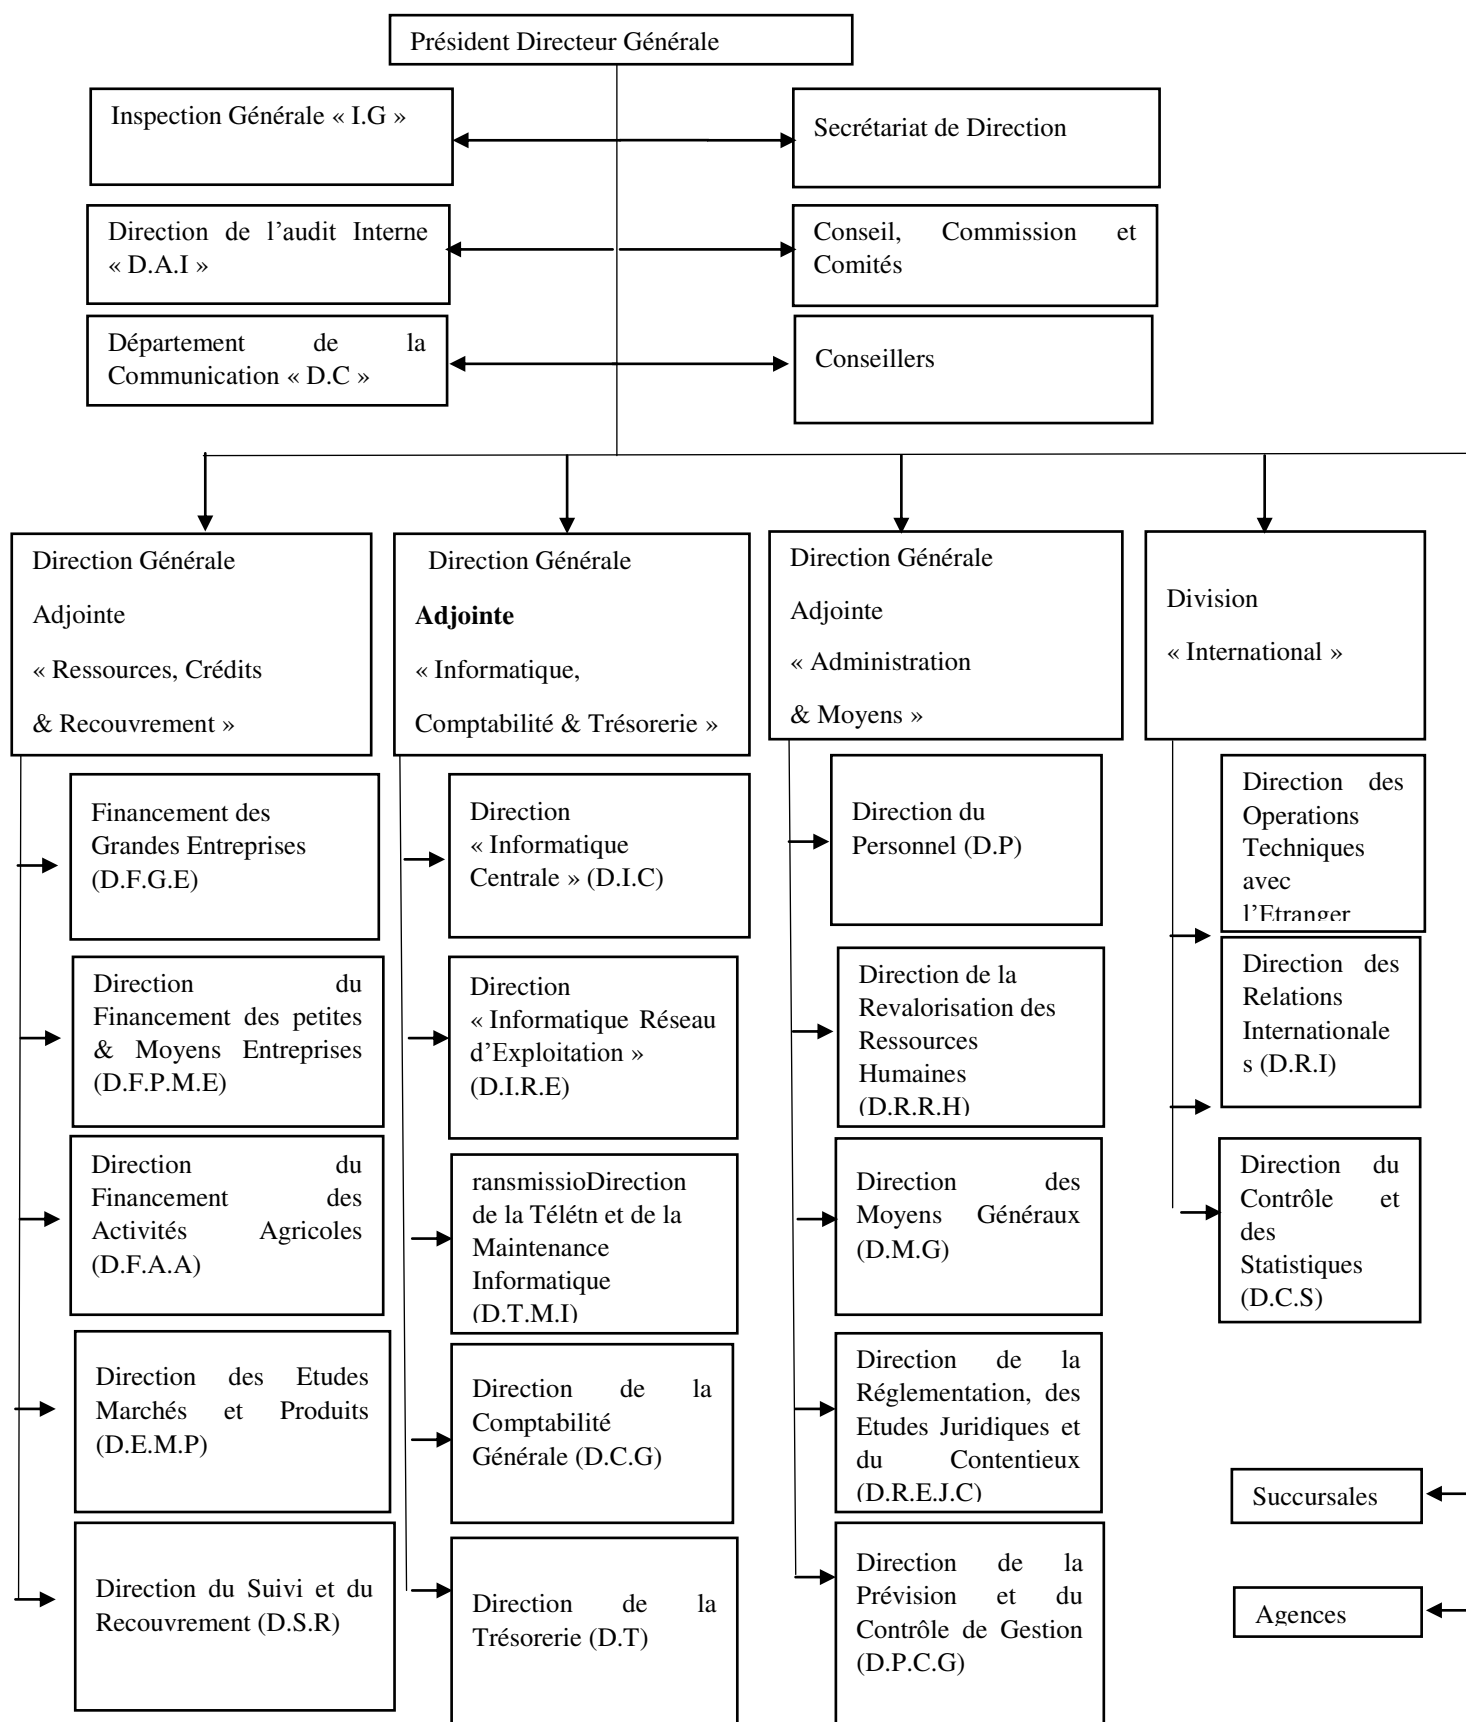 Président Directeur Générale
Inspection Générale « I.G »
Secrétariat de Direction
Direction de l’audit Interne
« D.A.I »
Conseil, Commission et
Comités
Département de la
Communication « D.C »
Conseillers
Direction Générale
Adjointe
« Ressources, Crédits
& Recouvrement »
Direction Générale
Adjointe
« Informatique,
Comptabilité & Trésorerie »
Direction Générale
Adjointe
« Administration
& Moyens »
Division
« International »
Financement des
Grandes Entreprises
(D.F.G.E)
Direction du
Financement des petites
& Moyens Entreprises
(D.F.P.M.E)
Direction du
Financement des
Activités Agricoles
(D.F.A.A)
Direction des Etudes
Marchés et Produits
(D.E.M.P)
Direction du Suivi et du
Recouvrement (D.S.R)
Direction
« Informatique
Centrale » (D.I.C)
Direction
« Informatique Réseau
d’Exploitation »
(D.I.R.E)
ransmissioDirection
de la Télétn et de la
Maintenance
Informatique
(D.T.M.I)
Direction de la
Comptabilité
Générale (D.C.G)
Direction de la
Trésorerie (D.T)
Direction du
Personnel (D.P)
Direction de la
Revalorisation des
Ressources
Humaines
(D.R.R.H)
Direction des
Moyens Généraux
(D.M.G)
Direction de la
Réglementation, des
Etudes Juridiques et
du Contentieux
(D.R.E.J.C)
Direction de la
Prévision et du
Contrôle de Gestion
(D.P.C.G)
Direction des
Operations
Techniques
avec
l’Etranger
Direction des
Relations
Internationale
s (D.R.I)
Direction du
Contrôle et
des
Statistiques
(D.C.S)
Succursales
Agences